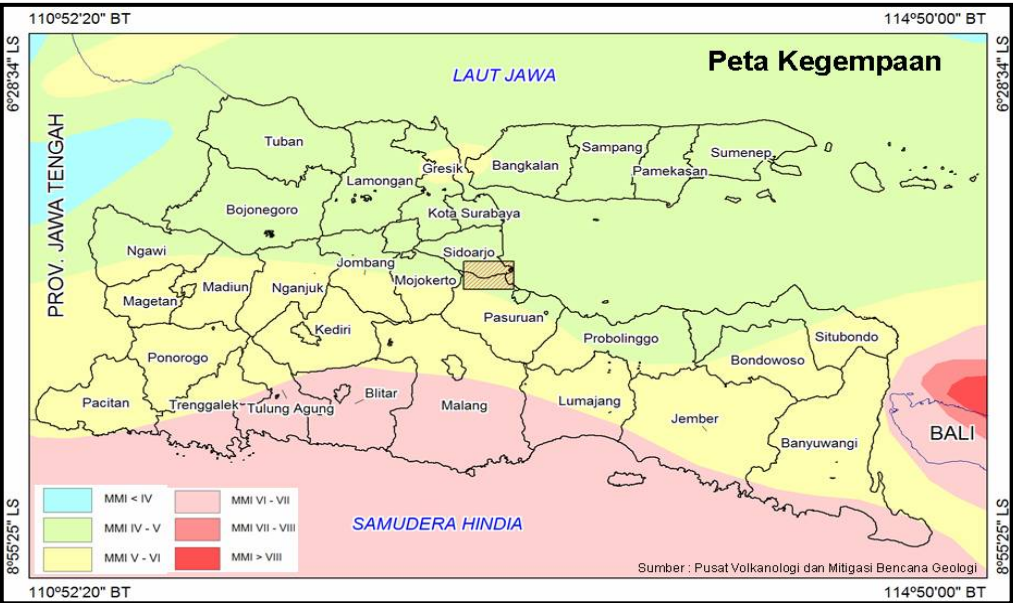 110°52'20" BT
114°50'00" BT
6°28'34" LS
6°28'34" LS
Peta Kegempaan
LAUT JAWA
PROV. JAWA TENGAH
Tuban
Sampang
Sumenep
Gresik
Bangkalan
Pamekasan
Lamongan
Bojonegoro
Kota Surabaya
Ngawi
Sidoarjo
Jombang
Mojokerto
Madiun
Nganjuk
Magetan
Pasuruan
Kediri
Probolinggo
Situbondo
Ponorogo
Bondowoso
Pacitan
Trenggalek
Tulung Agung
Blitar
Malang
Lumajang
Jember
Banyuwangi
BALI
MMI < IV
MMI VI - VII
MMI IV - V
MMI VII - VIII
MMI V - VI
MMI > VIII
SAMUDERA HINDIA
8°55'25" LS
8°55'25" LS
Sumber : Pusat Volkanologi dan Mitigasi Bencana Geologi
110°52'20" BT
114°50'00" BT